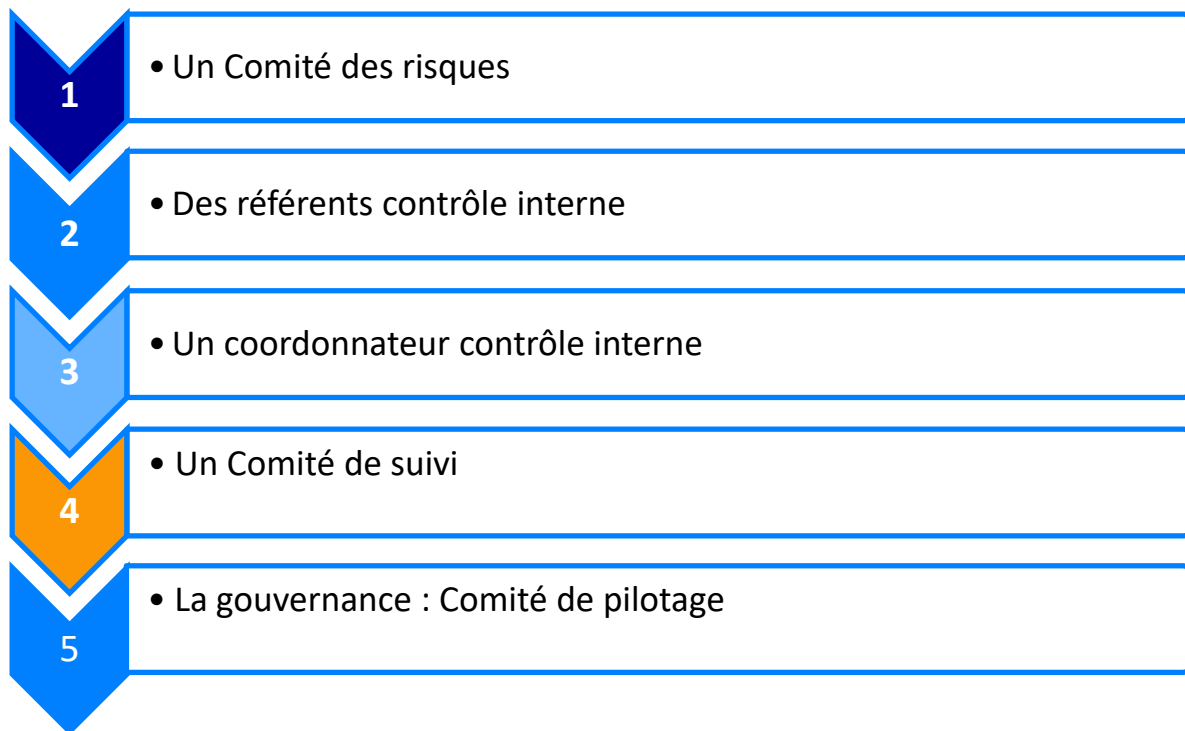 1
• Un Comité des risques
2
• Des référents contrôle interne
3
• Un coordonnateur contrôle interne
4
• Un Comité de suivi
5
• La gouvernance : Comité de pilotage